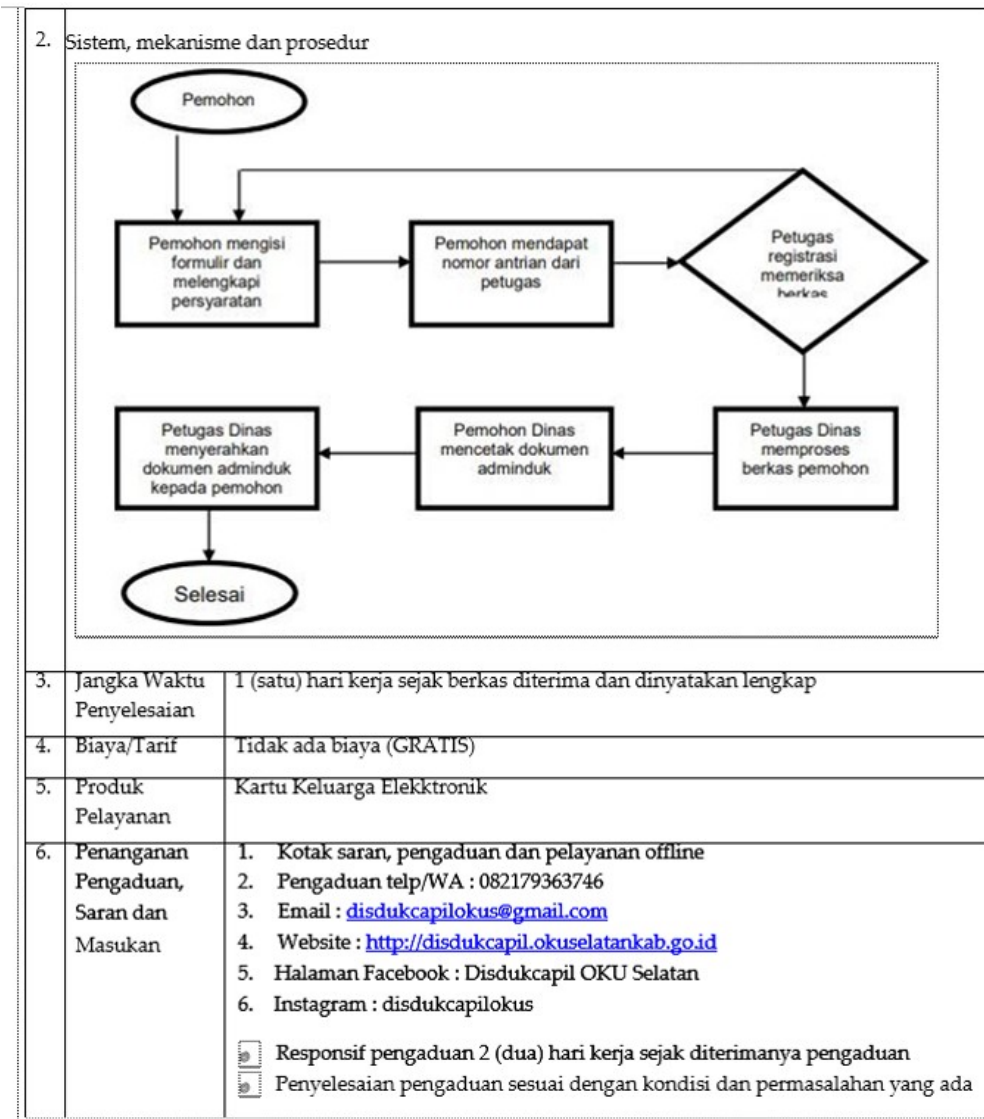 2. Sistem, mekanisme dan prosedur
Pemohon
Pemohon mengisi
formulir dan
melengkapi
persyaratan
Pemohon mendapat
nomor antrian dari
petugas
Petugas
registrasi
memeriksa
berkas
Petugas Dinas
memproses
berkas pemohon
Pemohon Dinas
mencetak dokumen
adminduk
Petugas Dinas
menyerahkan
dokumen adminduk
kepada pemohon
Selesai
3. Jangka Waktu
Penyelesaian
1 (satu) hari kerja sejak berkas diterima dan dinyatakan lengkap
4. Biaya/Tarif
Tidak ada biaya (GRATIS)
5. Produk
Pelayanan
Kartu Keluarga Elekktronik
6. Penanganan
Pengaduan,
Saran dan
Masukan
1. Kotak saran, pengaduan dan pelayanan offline
2. Pengaduan telp/WA : 082179363746
3. Email : disdukcapilokus@gmail.com
4. Website : http://disdukcapil.okuselatankab.go.id
5. Halaman Facebook : Disdukcapil OKU Selatan
6. Instagram : disdukcapilokus
Responsif pengaduan 2 (dua) hari kerja sejak diterimanya pengaduan
Penyelesaian pengaduan sesuai dengan kondisi dan permasalahan yang ada